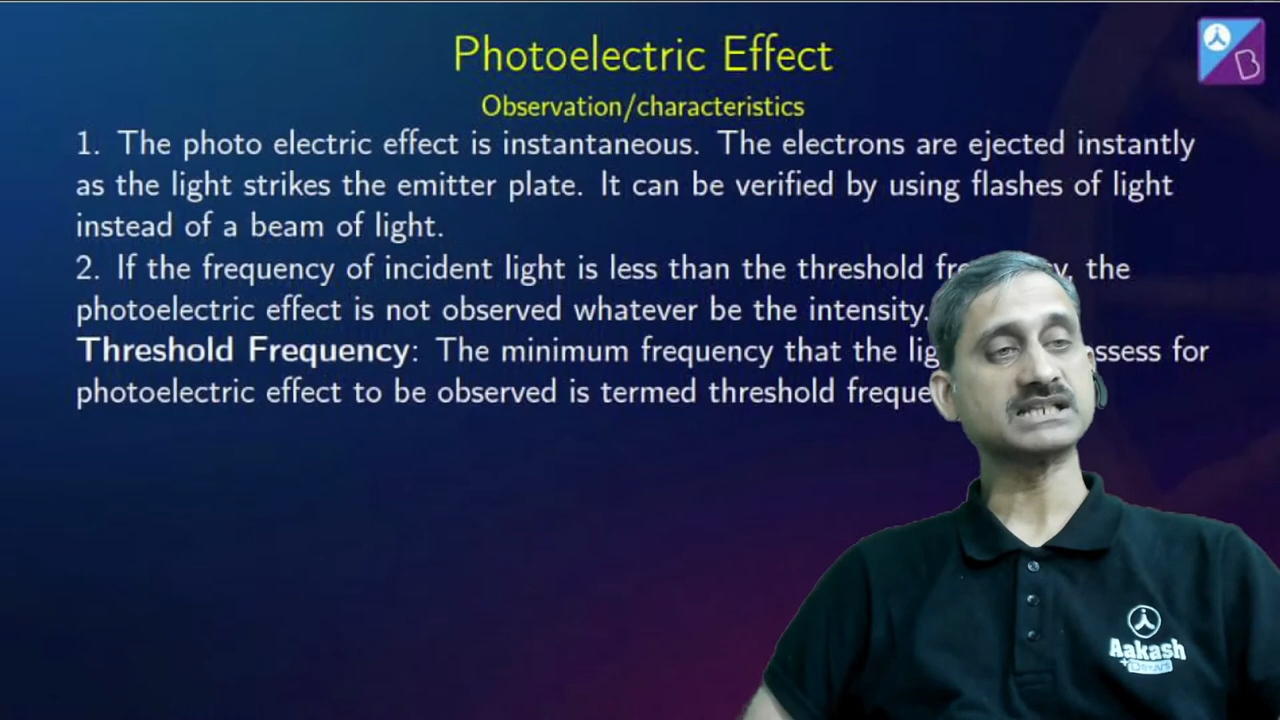 Photoelectric Effect
Observation/characteristics
1. The photo electric effect is instantaneous. The electrons are ejected instantly
as the light strikes the emitter plate. It can be verified by using flashes of light
instead of a beam of light.
2. If the frequency of incident light is less than the threshold the
photoelectric effect is not observed whatever be the intensity.
Threshold Frequency: The minimum frequency that the for
photoelectric effect to be observed is termed threshold
B
Aakash